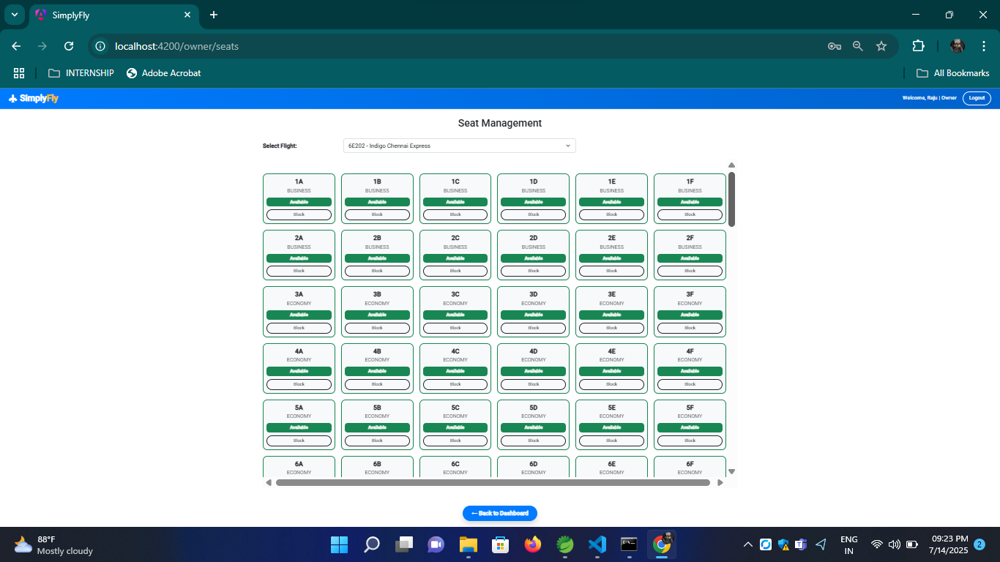 SimplyFly
localhost:4200/owner/seats
INTERNSHIP Adobe Acrobat All Bookmarks
SimplyFly Welcome, Raju | Owner Logout
Seat Management
Select Flight: 6E202 - Indigo Chennai Express
1A 1B 1C 1D 1E 1F
BUSINESS BUSINESS BUSINESS BUSINESS BUSINESS BUSINESS
Available Available Available Available Available Available
Block Block Block Block Block Block
2A 2B 2C 2D 2E 2F
BUSINESS BUSINESS BUSINESS BUSINESS BUSINESS BUSINESS
Available Available Available Available Available Available
Block Block Block Block Block Block
3A 3B 3C 3D 3E 3F
ECONOMY ECONOMY ECONOMY ECONOMY ECONOMY ECONOMY
Available Available Available Available Available Available
Block Block Block Block Block Block
4A 4B 4C 4D 4E 4F
ECONOMY ECONOMY ECONOMY ECONOMY ECONOMY ECONOMY
Available Available Available Available Available Available
Block Block Block Block Block Block
5A 5B 5C 5D 5E 5F
ECONOMY ECONOMY ECONOMY ECONOMY ECONOMY ECONOMY
Available Available Available Available Available Available
Block Block Block Block Block Block
6A 6B 6C 6D 6E 6F
ECONOMY ECONOMY ECONOMY ECONOMY ECONOMY ECONOMY
← Back to Dashboard
88°F
Mostly cloudy
ENG
IN
09:23 PM
7/14/2025
2